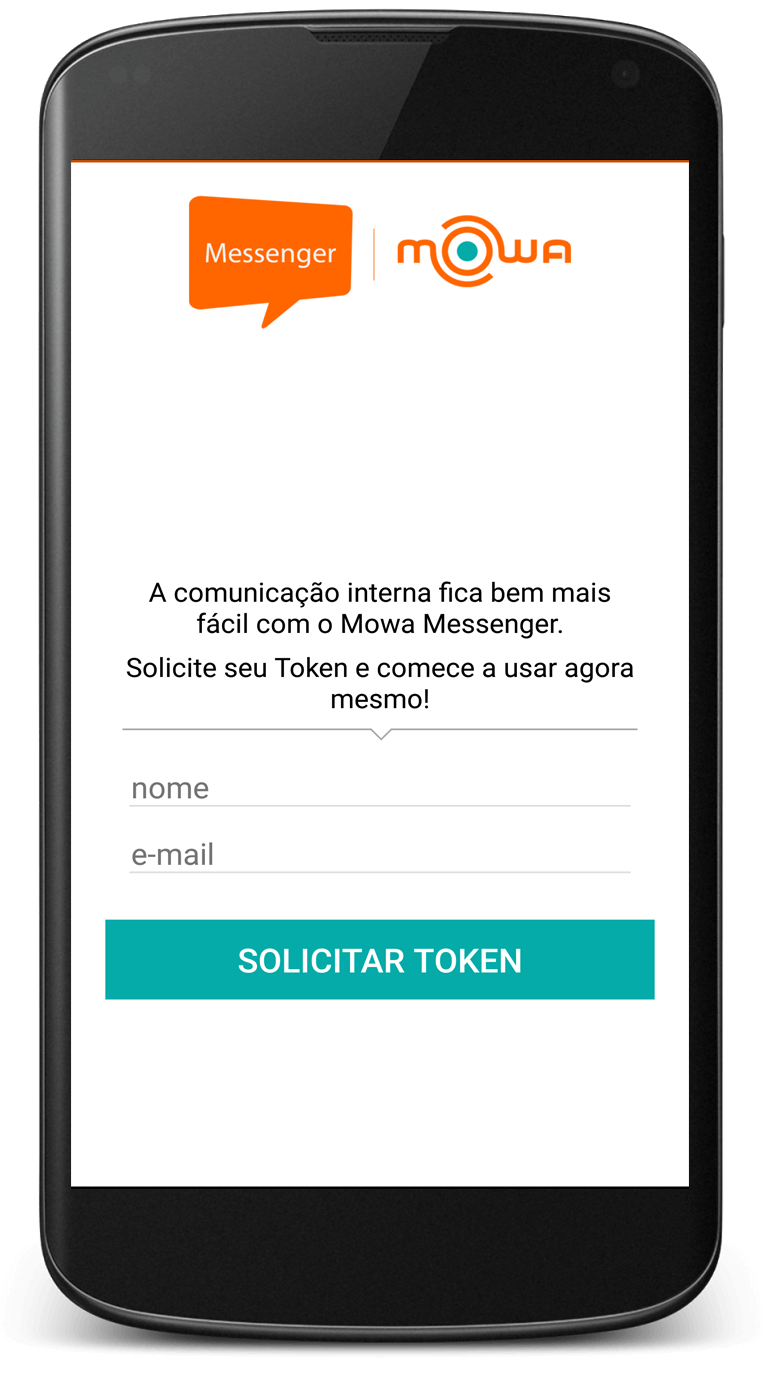 Messenger
mowa
A comunicação interna fica bem mais
fácil com o Mowa Messenger.
Solicite seu Token e comece a usar agora
mesmo!
nome
e-mail
SOLICITAR TOKEN